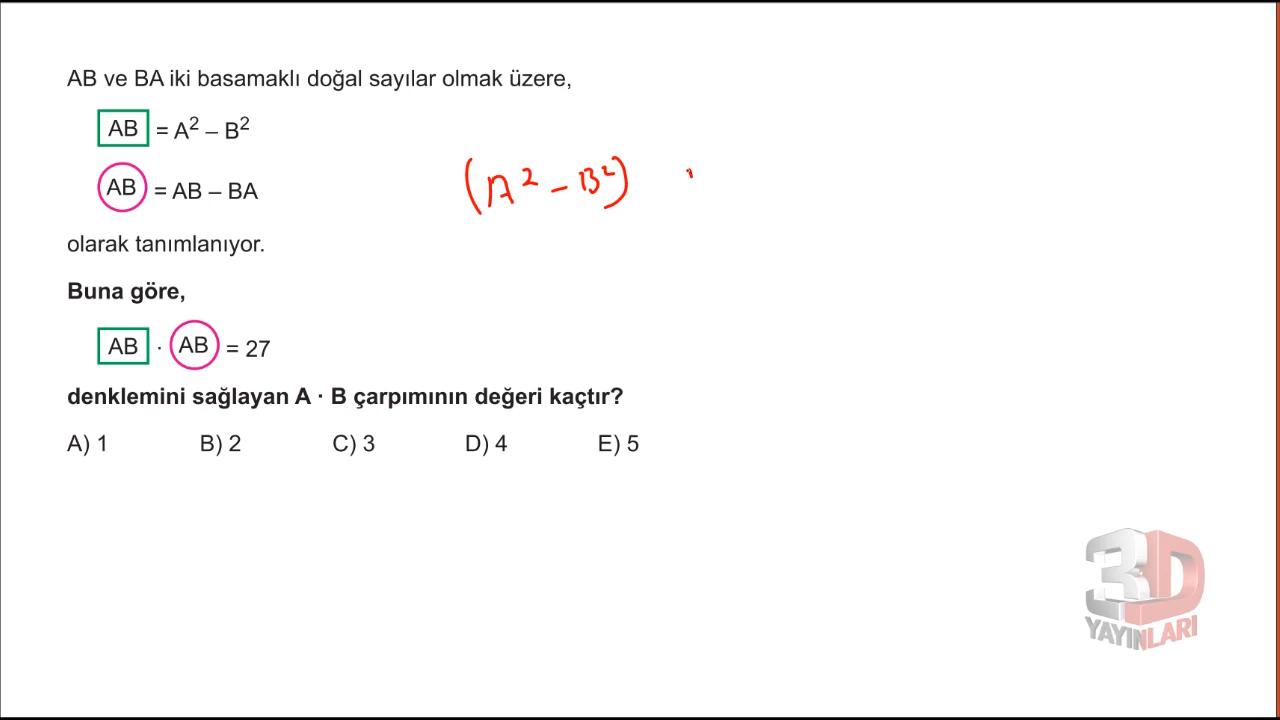 AB ve BA iki basamaklı doğal sayılar olmak üzere,
AB = A² – B²
AB = AB – BA
(A² – B²)
olarak tanımlanıyor.
Buna göre,
AB · AB = 27
denklemini sağlayan A · B çarpımının değeri kaçtır?
A) 1 B) 2 C) 3 D) 4 E) 5
3D
YAYINLARI